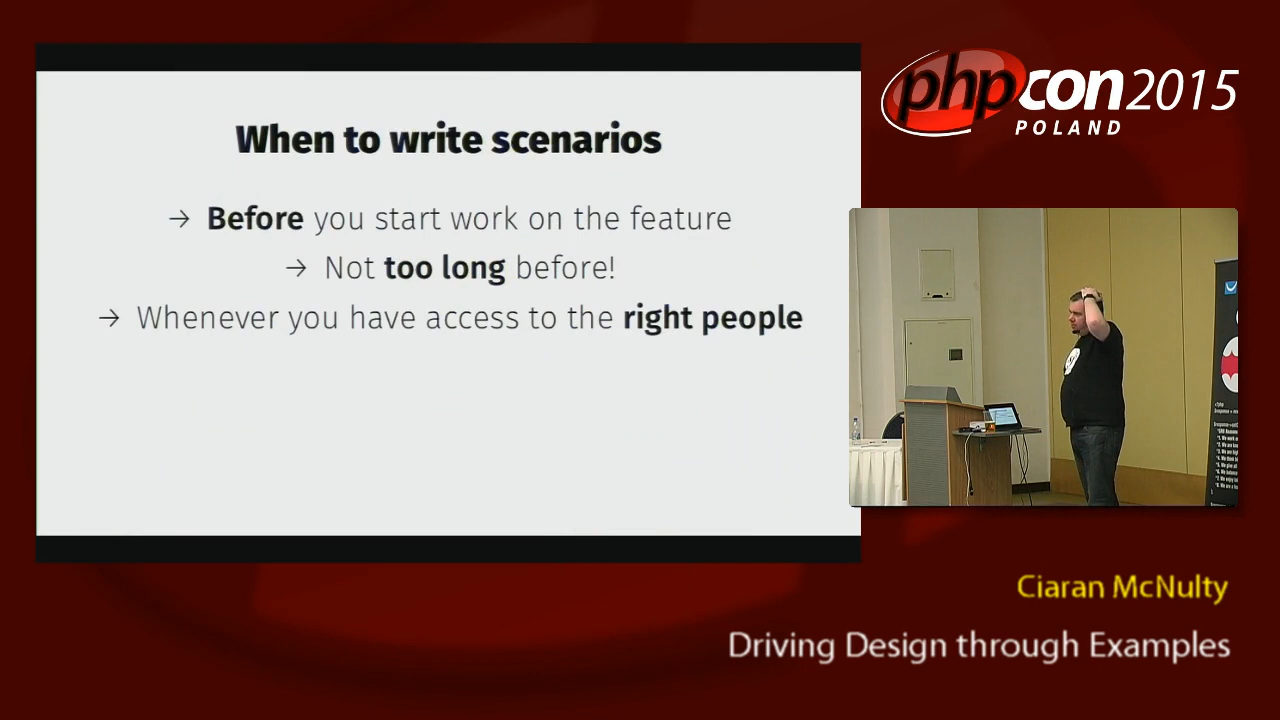 When to write scenarios
→ Before you start work on the feature
→ Not too long before!
→ Whenever you have access to the right people
phpcon2015
POLAND
Ciaran McNulty
Driving Design through Examples